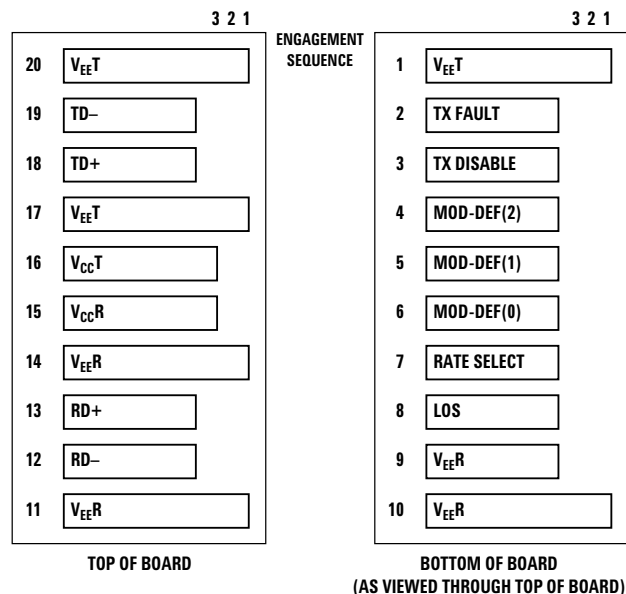 3 2 1
ENGAGEMENT
SEQUENCE
3 2 1
20 VEET
19 TD–
18 TD+
17 VEET
16 VCCT
15 VCCR
14 VEER
13 RD+
12 RD–
11 VEER
TOP OF BOARD
1 VEET
2 TX FAULT
3 TX DISABLE
4 MOD-DEF(2)
5 MOD-DEF(1)
6 MOD-DEF(0)
7 RATE SELECT
8 LOS
9 VEER
10 VEER
BOTTOM OF BOARD
(AS VIEWED THROUGH TOP OF BOARD)